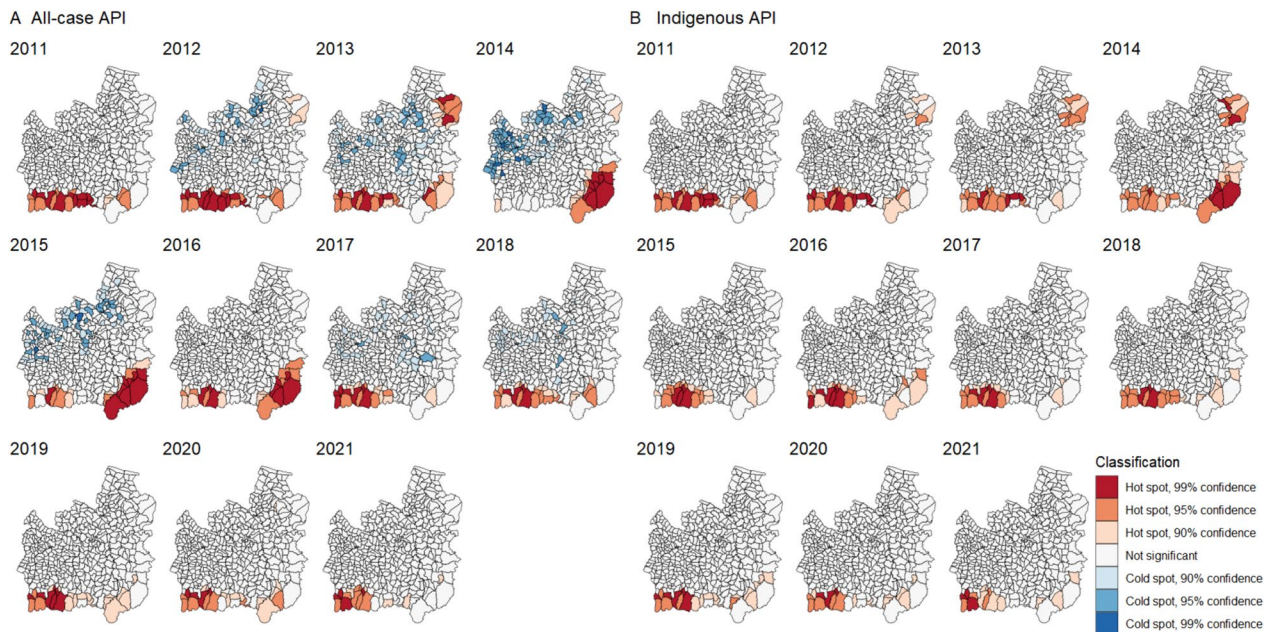 A All-case API
B Indigenous API
2011
2012
2013
2014
2011
2012
2013
2014
2015
2016
2017
2018
2015
2016
2017
2018
2019
2020
2021
2019
2020
2021
Classification
Hot spot, 99% confidence
Hot spot, 95% confidence
Hot spot, 90% confidence
Not significant
Cold spot, 90% confidence
Cold spot, 95% confidence
Cold spot, 99% confidence